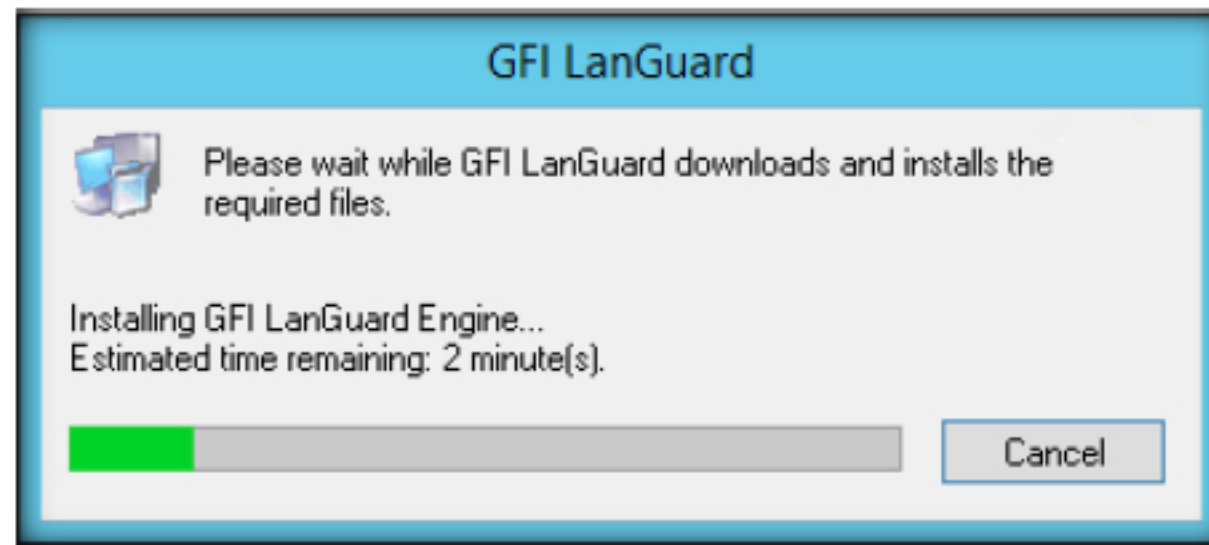 GFI LanGuard
Please wait while GFI LanGuard downloads and installs the
required files.
Installing GFI LanGuard Engine...
Estimated time remaining: 2 minute(s).
Cancel